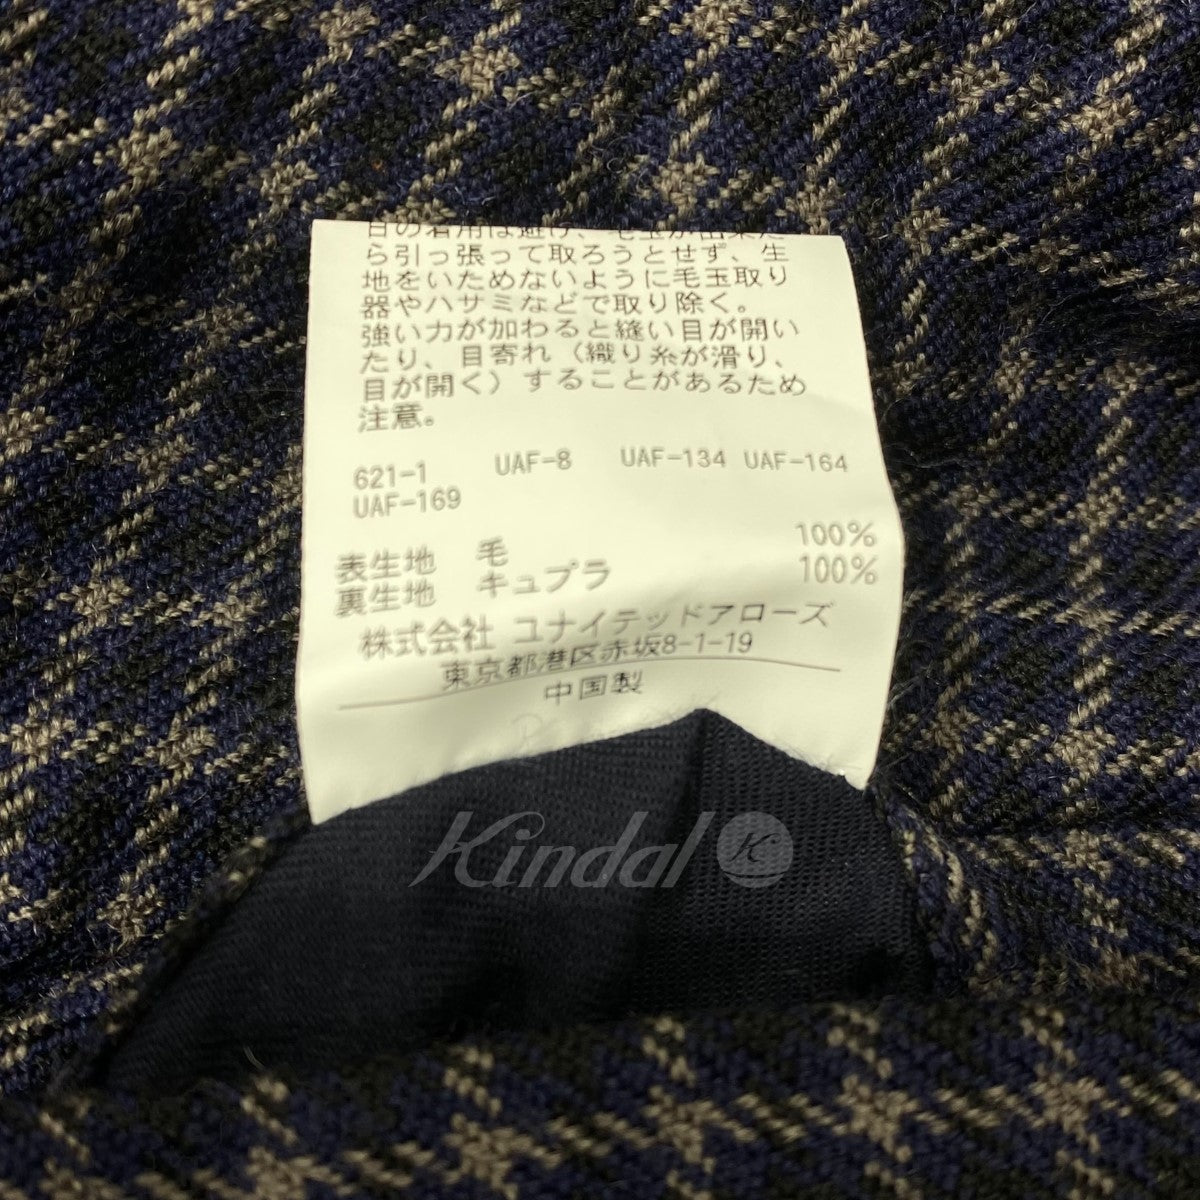 日の着用は避け、毛玉が出来た
ら引っ張って取ろうとせず、生
地をいためないように毛玉取り
器やハサミなどで取り除く。
強い力が加わると縫い目が開い
たり、目寄れ（織り糸が滑り、
目が開く）することがあるため
注意。
621-1 UAF-8 UAF-134 UAF-164
UAF-169
表生地 毛 100%
裏生地 キュプラ 100%
株式会社 ユナイテッドアローズ
東京都港区赤坂8-1-19
中国製
Kindal K